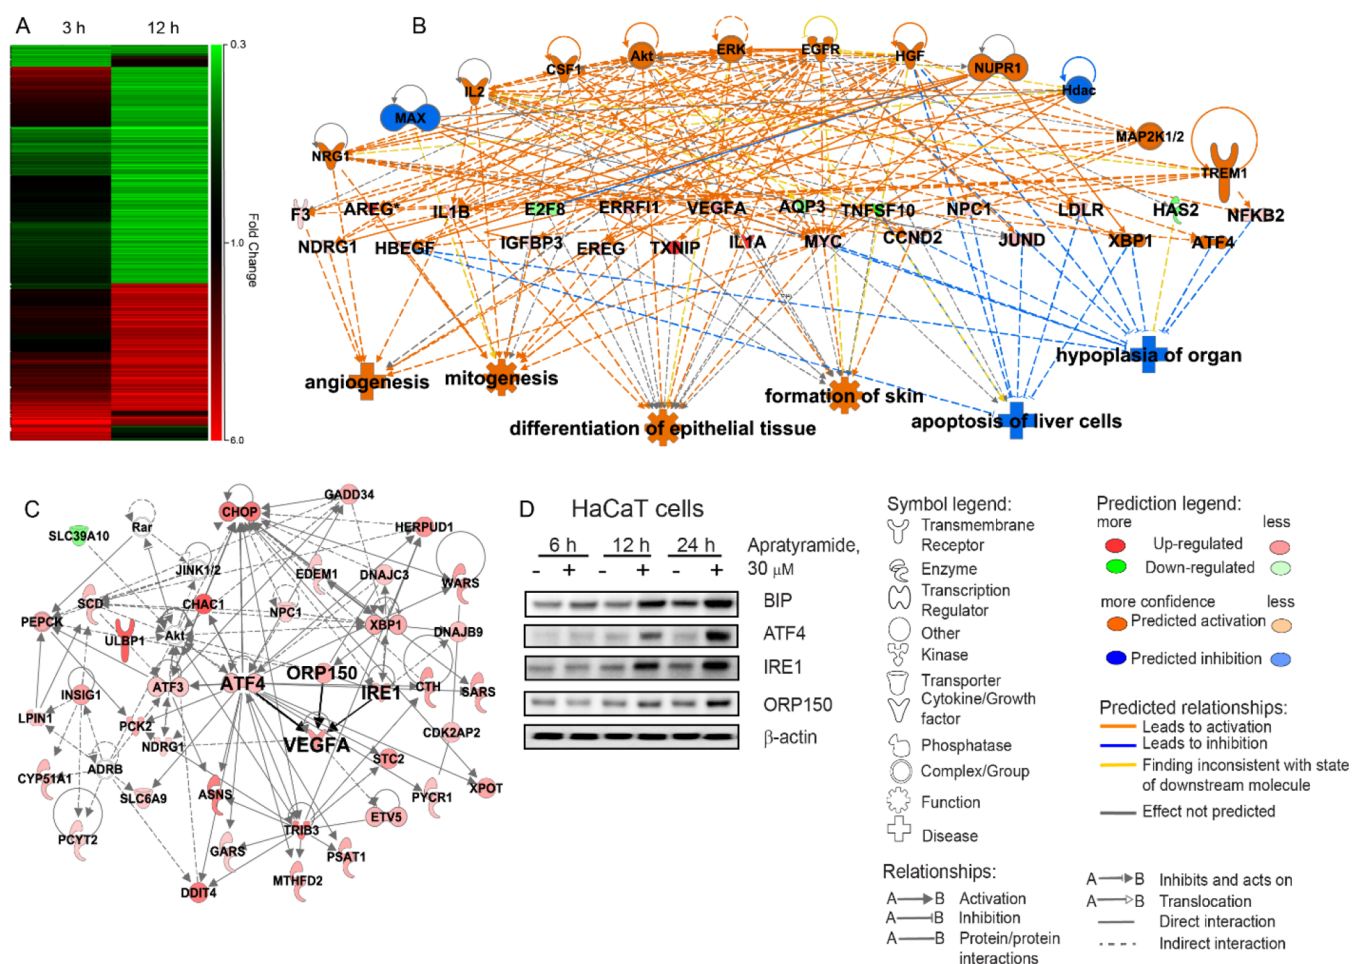 A
3 h 12 h
0.3
1.0
6.0
Fold Change
B
MAX
IL2
CSF1
Akt
ERK
EGFR
HGF
NUPR1
Hdac
NRG1
MAP2K1/2
TREM1
F3
AREG*
IL1B
E2F8
ERRFI1
VEGFA
AQP3
TNFSF10
NPC1
LDLR
HAS2
NFKB2
NDRG1
HBEGF
IGFBP3
EREG
TXNIP
IL1A
MYC
CCND2
JUND
XBP1
ATF4
angiogenesis
mitogenesis
differentiation of epithelial tissue
formation of skin
apoptosis of liver cells
hypoplasia of organ
C
SLC39A10
Rar
CHOP
GADD34
HERPUD1
JINK1/2
EDEM1
DNAJC3
WARS
SCD
CHAC1
NPC1
PEPCK
ULBP1
Akt
XBP1
DNAJB9
ATF3
ATF4
ORP150
IRE1
CTH
SARS
INSIG1
LPIN1
PCK2
NDRG1
VEGFA
CDK2AP2
CYP51A1
ADRB
SLC6A9
ASNS
STC2
PYCR1
XPOT
PCYT2
GARS
TRIB3
ETV5
PSAT1
MTHFD2
DDIT4
D
HaCaT cells
6 h 12 h 24 h
Apratyramide,
- + - + - + 30 μM
BIP
ATF4
IRE1
ORP150
β-actin
Symbol legend:
Transmembrane
Receptor
Enzyme
Transcription
Regulator
Other
Kinase
Transporter
Cytokine/Growth
factor
Phosphatase
Complex/Group
Function
Disease
Prediction legend:
more less
Up-regulated
Down-regulated
more confidence less
Predicted activation
Predicted inhibition
Predicted relationships:
Leads to activation
Leads to inhibition
Finding inconsistent with state
of downstream molecule
Effect not predicted
Relationships:
A B Activation
A B Inhibition
A B Protein/protein
interactions
A B Inhibits and acts on
A B Translocation
Direct interaction
Indirect interaction